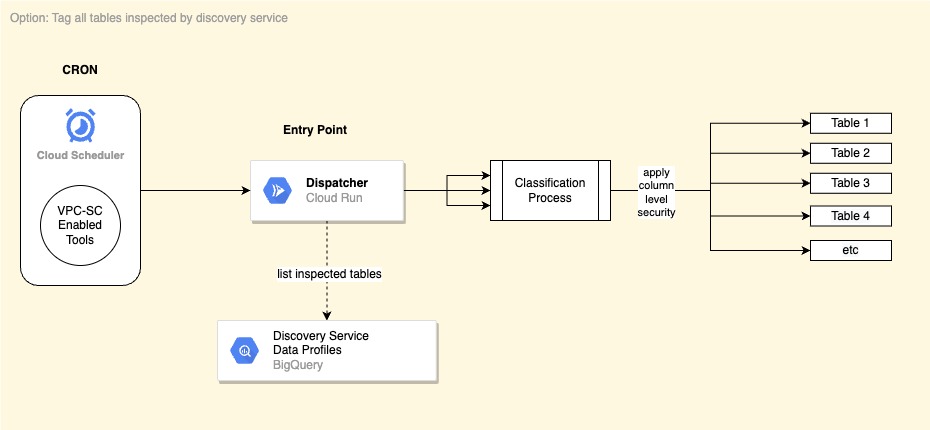 Option: Tag all tables inspected by discovery service
CRON
Cloud Scheduler
VPC-SC
Enabled
Tools
Entry Point
Dispatcher
Cloud Run
list inspected tables
Discovery Service
Data Profiles
BigQuery
Classification
Process
apply
column
level
security
Table 1
Table 2
Table 3
Table 4
etc